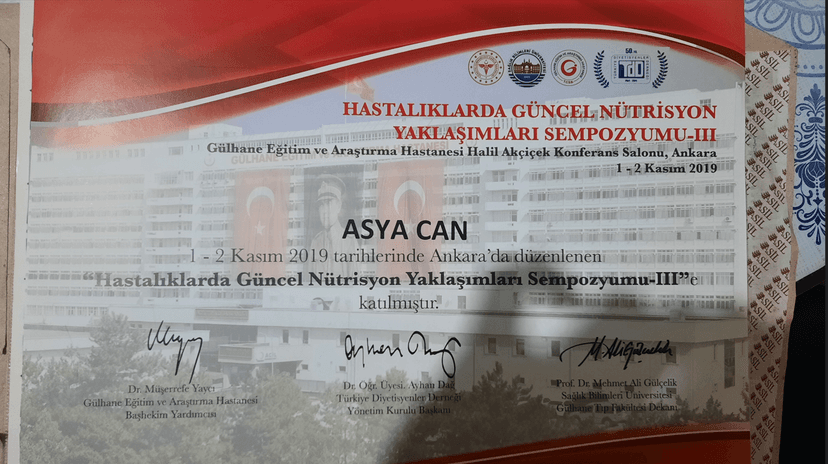 HASTALIKLARDA GÜNCEL NÜTRİSYON
YAKLAŞIMLARI SEMPOZYUMU-III
Gülhane Eğitim ve Araştırma Hastanesi Halil Akçiçek Konferans Salonu, Ankara
1 - 2 Kasım 2019
ASYA CAN
1 - 2 Kasım 2019 tarihlerinde Ankara'da düzenlenen
“Hastalıklarda Güncel Nütrisyon Yaklaşımları Sempozyumu-III”e
katılmıştır.
Dr. Müşerrefe Yaycı
Gülhane Eğitim ve Araştırma Hastanesi
Başhekim Yardımcısı
Dr. Öğr. Üyesi. Ayhan Dağ
Türkiye Diyetisyenler Derneği
Yönetim Kurulu Başkanı
Prof. Dr. Mehmet Ali Gülçelik
Sağlık Bilimleri Üniversitesi
Gülhane Tıp Fakültesi Dekanı